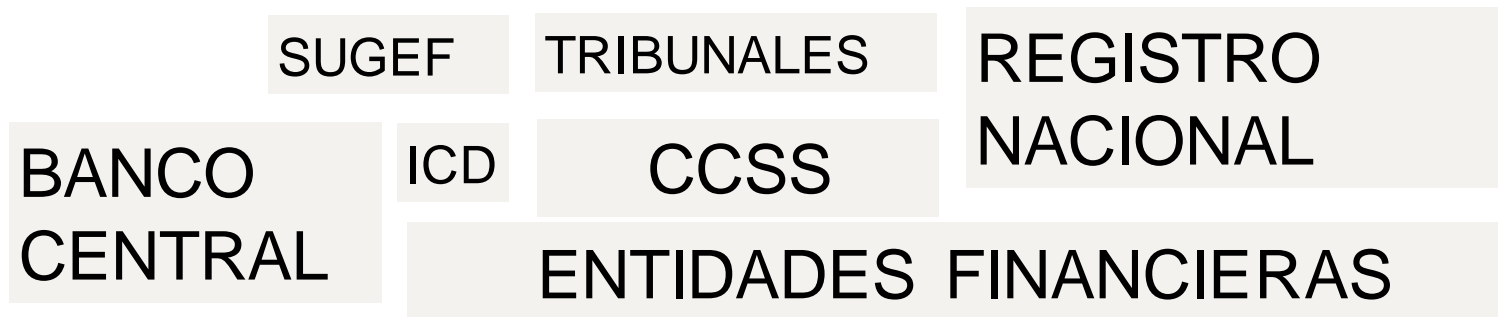 SUGEF
TRIBUNALES
REGISTRO
NACIONAL
BANCO
CENTRAL
ICD
CCSS
ENTIDADES FINANCIERAS